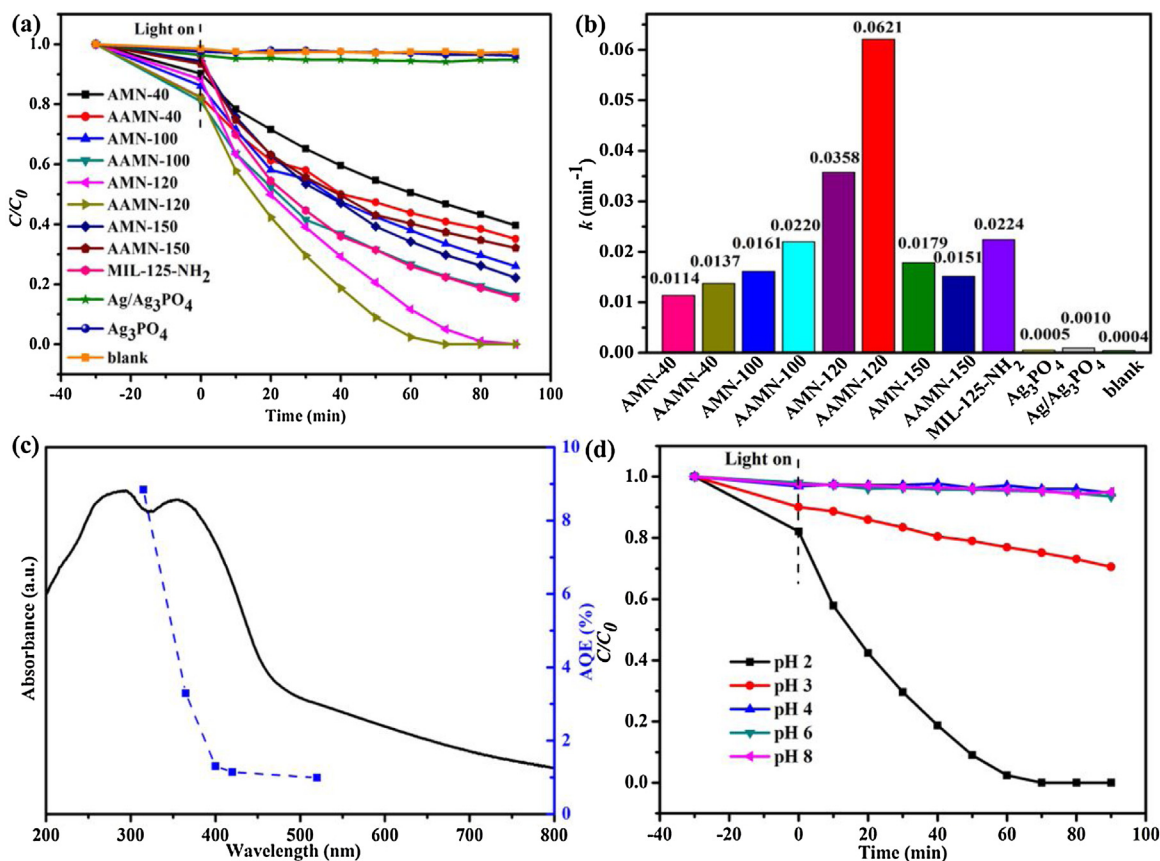 (a)
Light on
1.0
0.8
0.6
0.4
0.2
0.0
C/C0
AMN-40
AAMN-40
AMN-100
AAMN-100
AMN-120
AAMN-120
AMN-150
AAMN-150
MIL-125-NH2
Ag/Ag3PO4
Ag3PO4
blank
-40 -20 0 20 40 60 80 100
Time (min)
(b)
0.06
0.05
0.04
0.03
0.02
0.01
0.00
k (min-1)
0.0114
0.0137
0.0161
0.0220
0.0358
0.0621
0.0179
0.0151
0.0224
0.0005
0.0010
0.0004
AMN-40
AAMN-40
AMN-100
AAMN-100
AMN-120
AAMN-120
AMN-150
AAMN-150
MIL-125-NH2
Ag3PO4
Ag/Ag3PO4
blank
(c)
Absorbance (a.u.)
10
8
6
4
2
0
AQE (%)
200 300 400 500 600 700 800
Wavelength (nm)
(d)
Light on
1.0
0.8
0.6
0.4
0.2
0.0
C/C0
pH 2
pH 3
pH 4
pH 6
pH 8
-40 -20 0 20 40 60 80 100
Time (min)